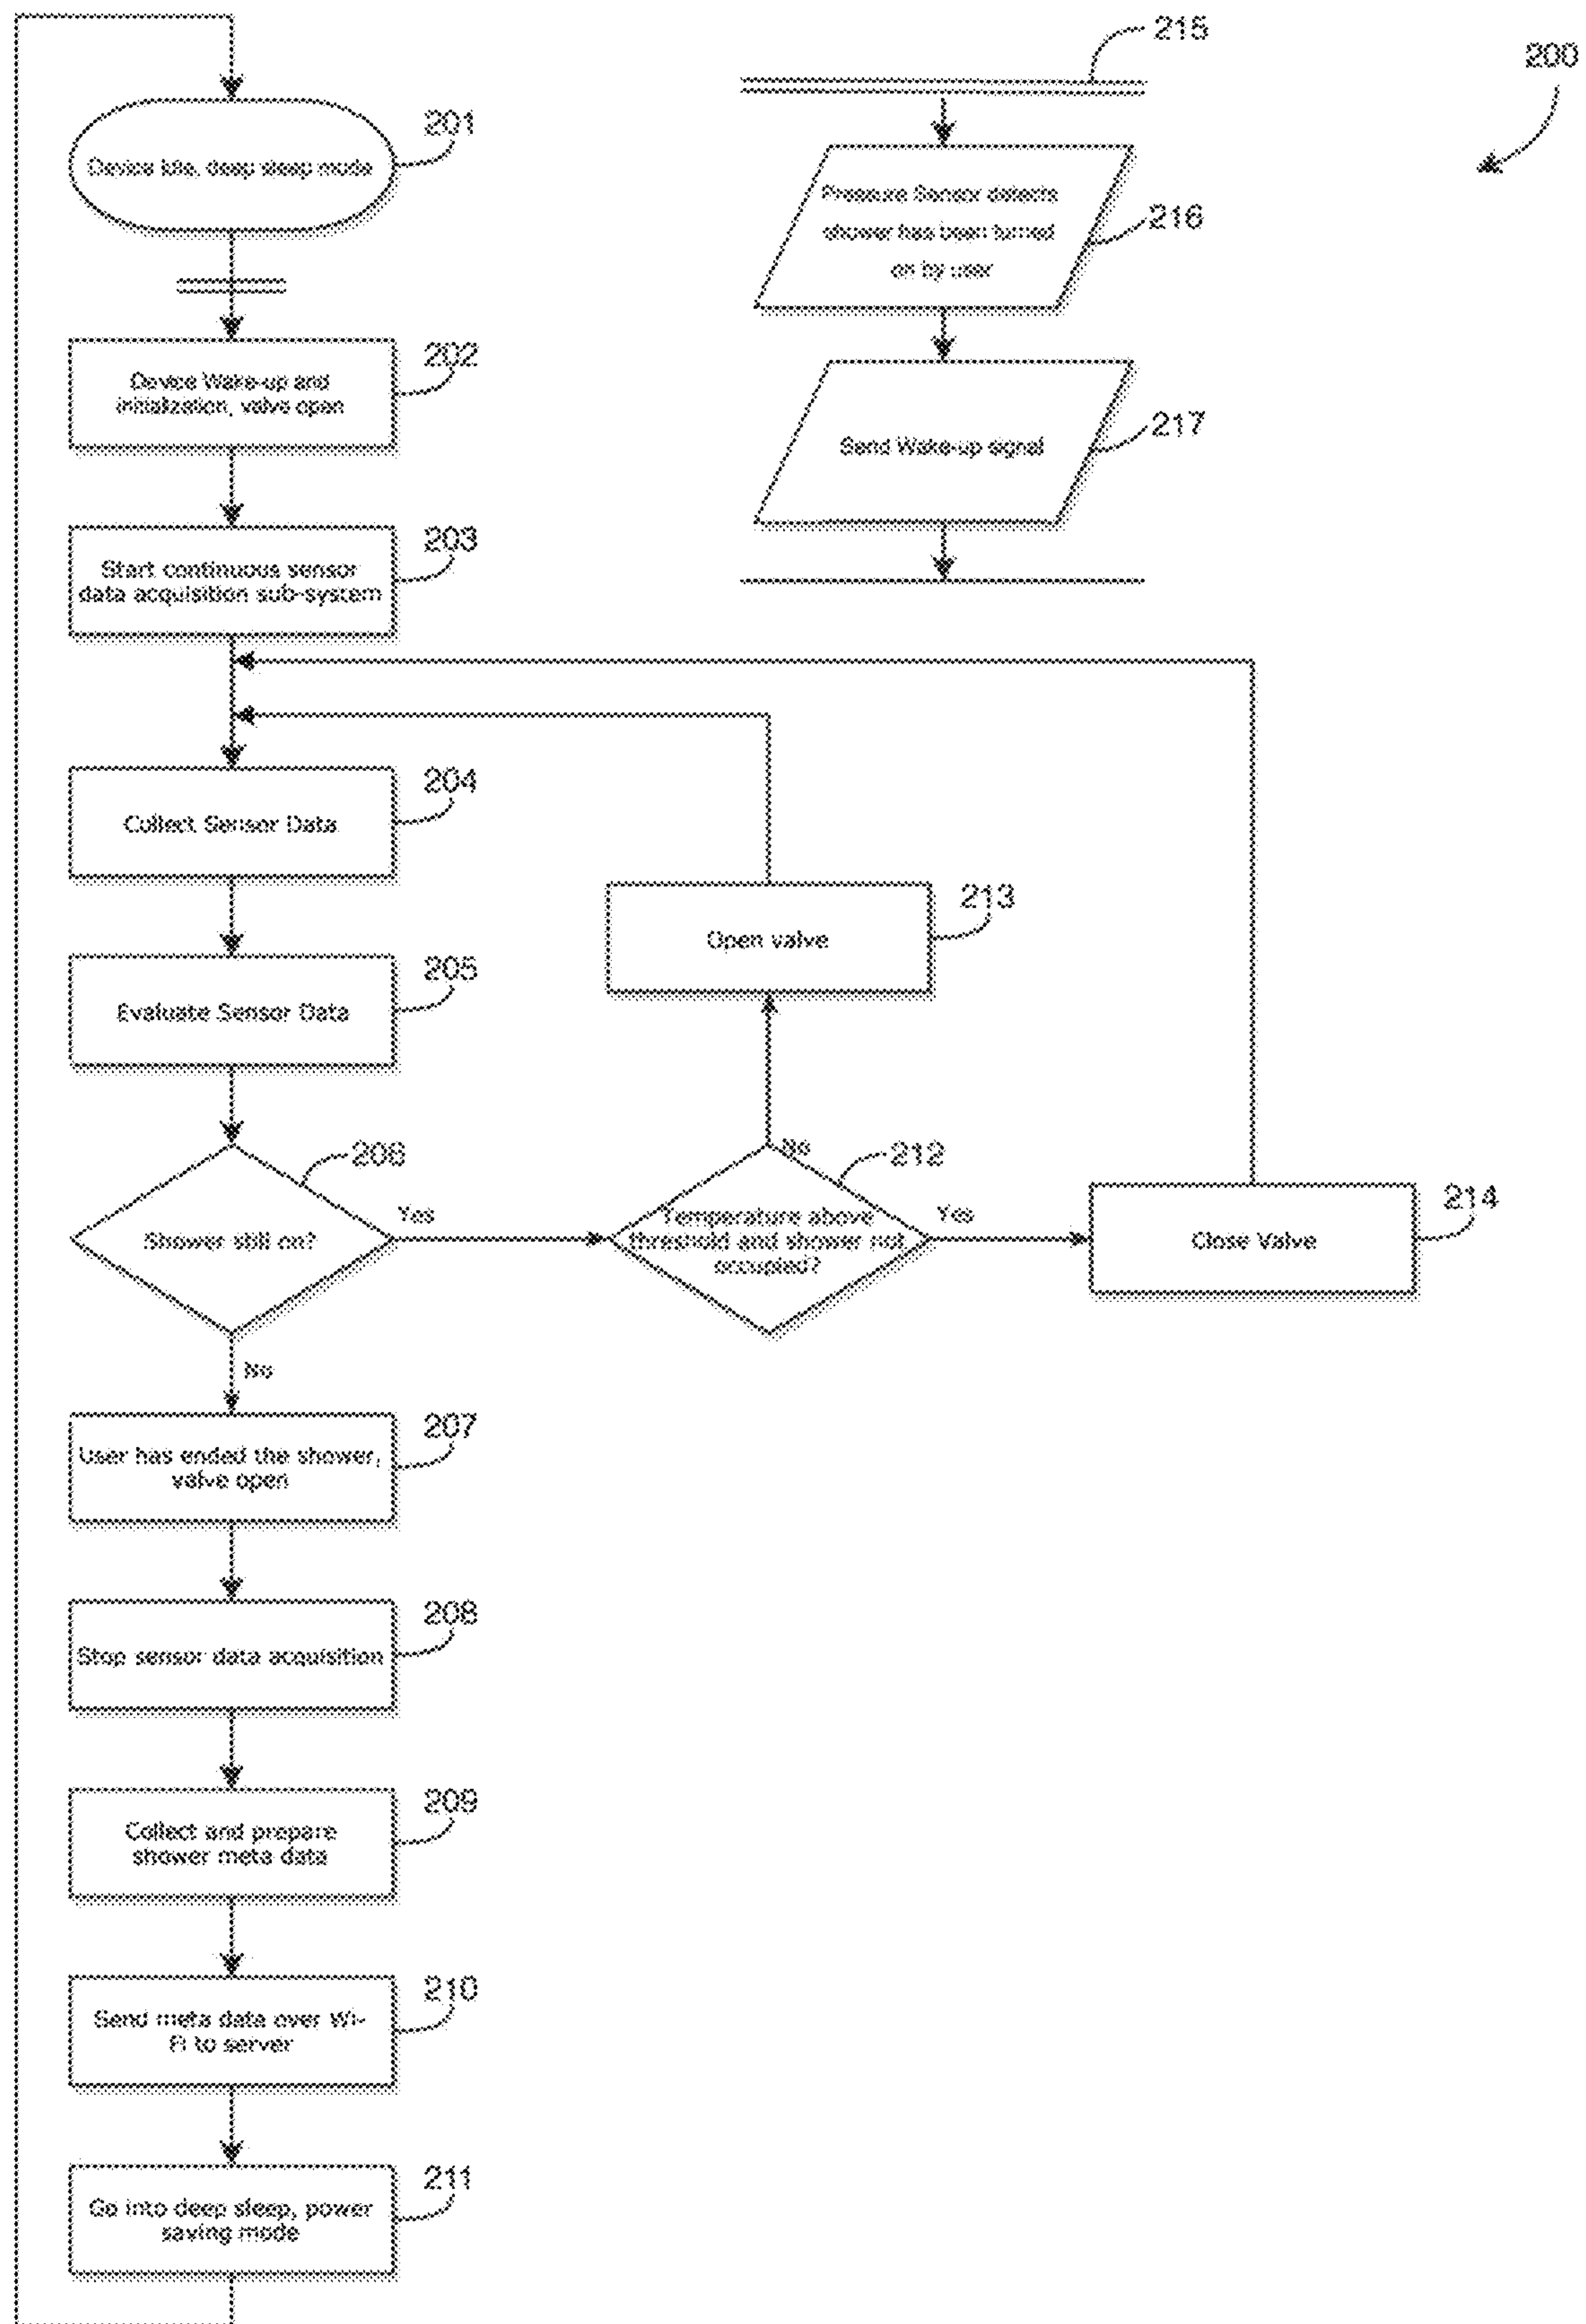 215
200
201
Device idle, deep sleep mode
Pressure Sensor detects
shower has been turned
on by user
216
202
Device Wake-up and
initialization, valve open
Send Wake-up signal
217
203
Start continuous sensor
data acquisition sub-system
204
Collect Sensor Data
213
Open valve
205
Evaluate Sensor Data
206
Shower still on?
Yes
No
212
Temperature above
threshold and shower not
occupied?
Yes
214
Close Valve
No
207
User has ended the shower,
valve open
208
Stop sensor data acquisition
209
Collect and prepare
shower meta data
210
Send meta data over Wi-
Fi to server
211
Go into deep sleep, power
saving mode